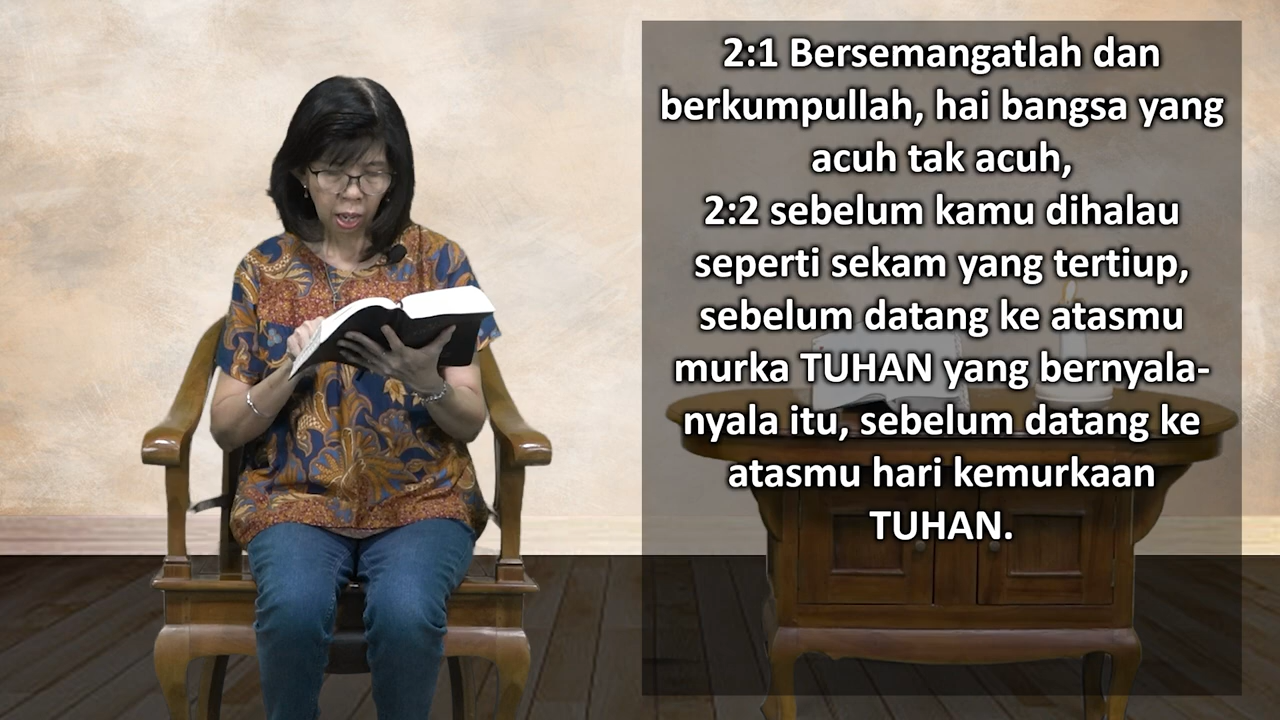 2:1 Bersemangatlah dan
berkumpullah, hai bangsa yang
acuh tak acuh,
2:2 sebelum kamu dihalau
seperti sekam yang tertiup,
sebelum datang ke atasmu
murka TUHAN yang bernyala-
nyala itu, sebelum datang ke
atasmu hari kemurkaan
TUHAN.